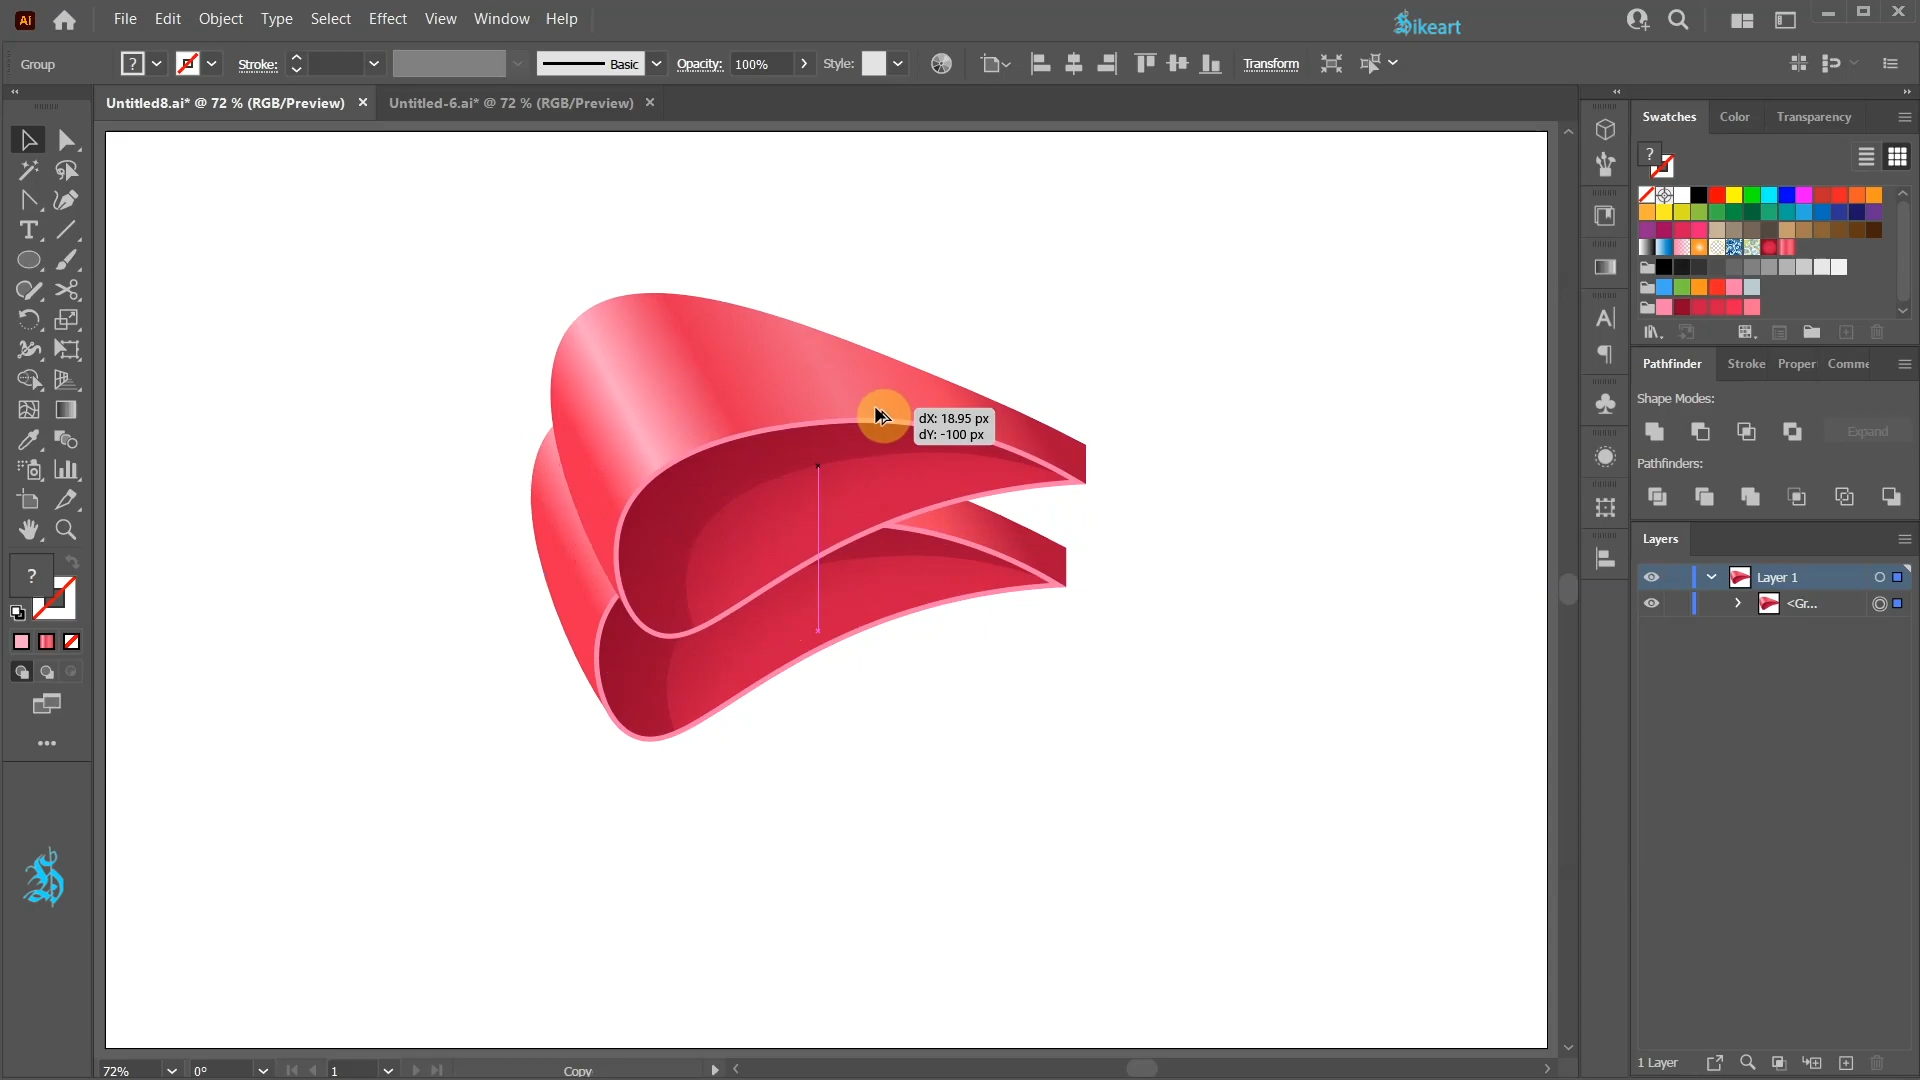 Ai
File Edit Object Type Select Effect View Window Help
Sikeart
Group
?
Stroke:
Basic
Opacity: 100%
Style:
Transform
Untitled8.ai* @ 72 % (RGB/Preview) ×
Untitled-6.ai* @ 72 % (RGB/Preview) ×
Swatches Color Transparency
?
dX: 18.95 px
dY: -100 px
Pathfinder Stroke Proper Comme
Shape Modes:
Expand
Pathfinders:
Layers
Layer 1
<Gr...
?
1 Layer
72%
0°
1
Copy